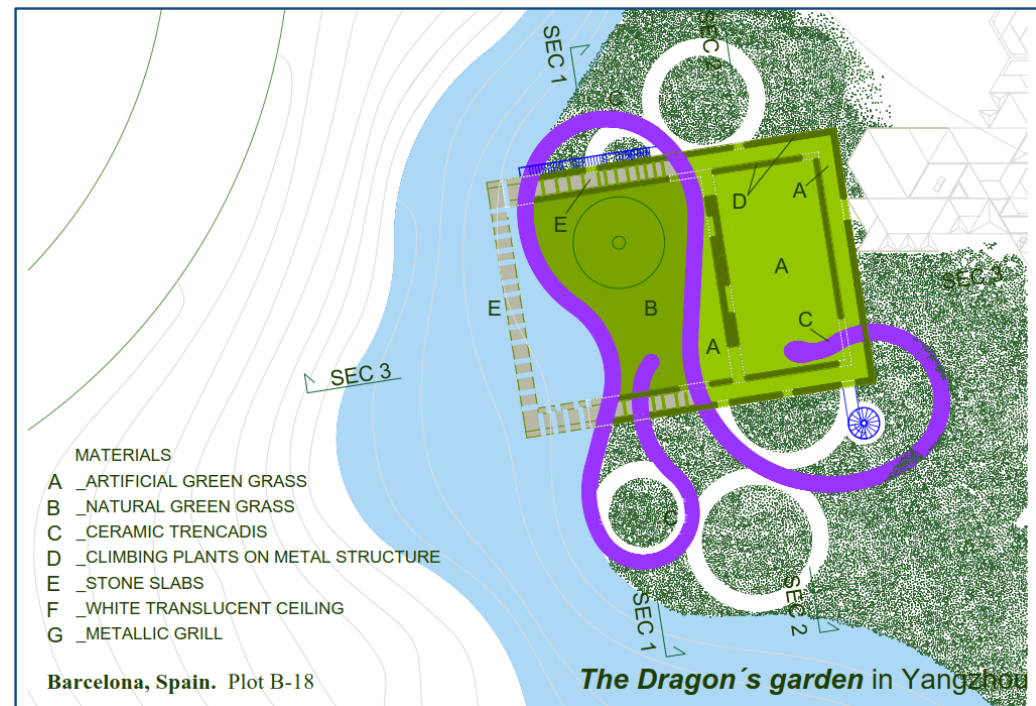 SEC 1
SEC 2
C
D
A
E
A
SEC 3
E
B
C
A
SEC 3
MATERIALS
A _ARTIFICIAL GREEN GRASS
B _NATURAL GREEN GRASS
C _CERAMIC TRENCADIS
D _CLIMBING PLANTS ON METAL STRUCTURE
E _STONE SLABS
F _WHITE TRANSLUCENT CEILING
G _METALLIC GRILL
SEC 1
SEC 2
Barcelona, Spain. Plot B-18
The Dragon´s garden in Yangzhou